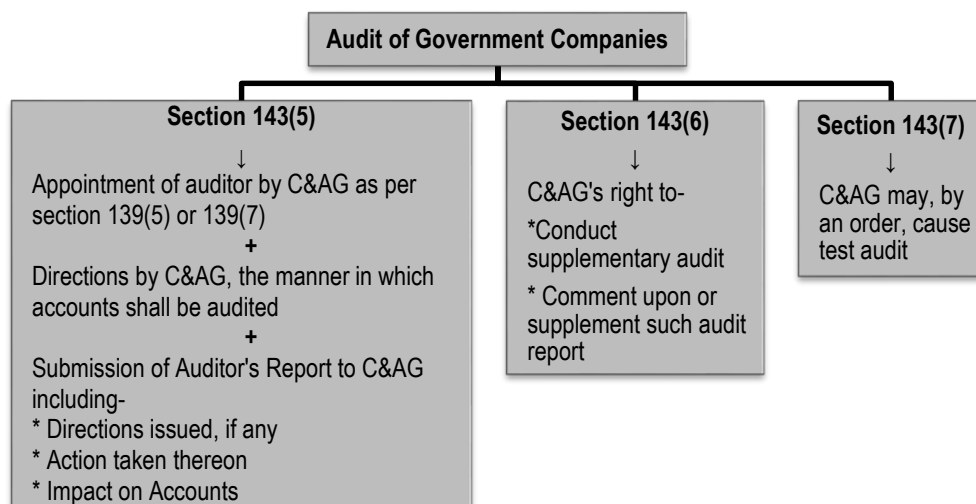 Audit of Government Companies
Section 143(5)
↓
Appointment of auditor by C&AG as per
section 139(5) or 139(7)
+
Directions by C&AG, the manner in which
accounts shall be audited
+
Submission of Auditor's Report to C&AG
including-
* Directions issued, if any
* Action taken thereon
* Impact on Accounts
Section 143(6)
↓
C&AG's right to-
*Conduct
supplementary audit
* Comment upon or
supplement such audit
report
Section 143(7)
↓
C&AG may, by
an order, cause
test audit